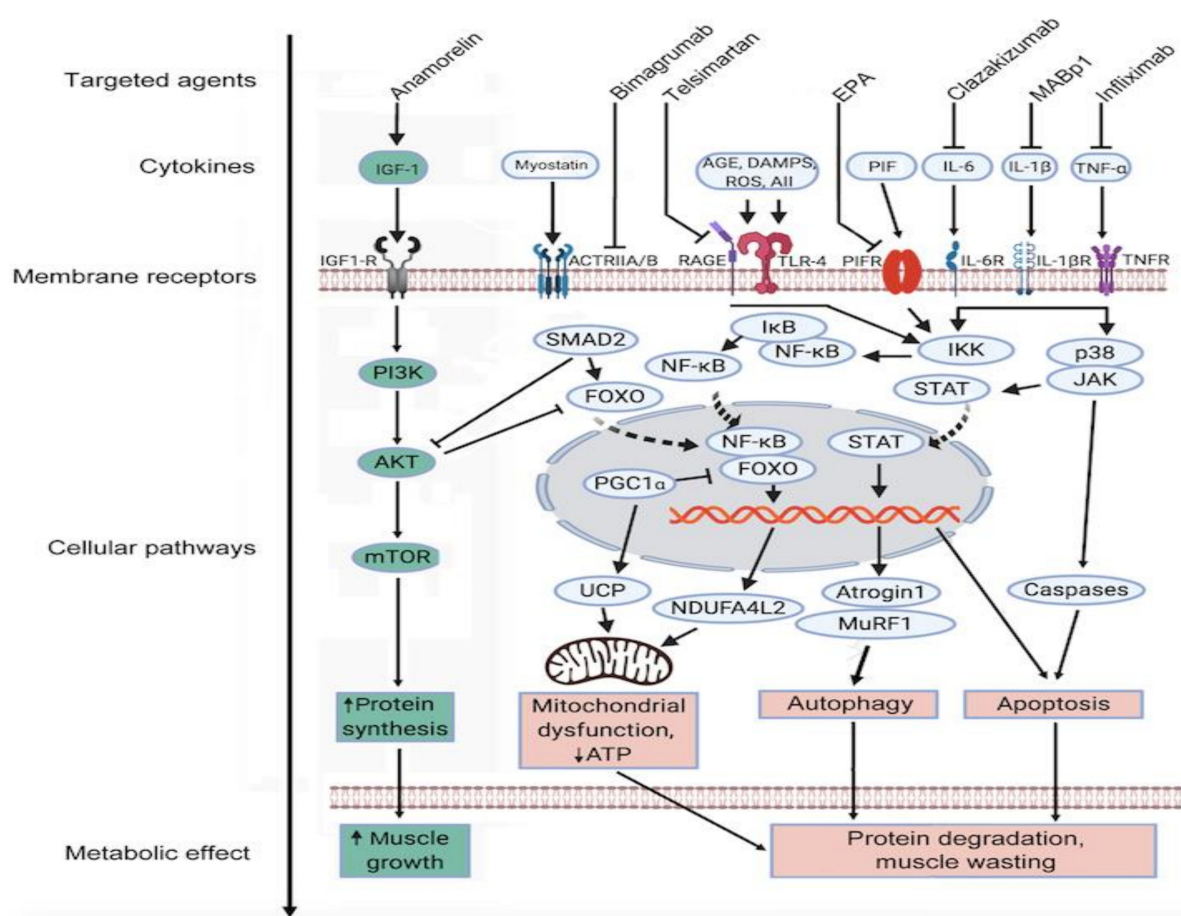 Targeted agents
Anamorelin
Bimagrumab
Telsimartan
EPA
Clazakizumab
MABp1
Infliximab
Cytokines
IGF-1
Myostatin
AGE, DAMPS,
ROS, AII
PIF
IL-6
IL-1β
TNF-α
Membrane receptors
IGF1-R
ACTRIIA/B
RAGE
TLR-4
PIFR
IL-6R
IL-1βR
TNFR
Cellular pathways
PI3K
AKT
mTOR
SMAD2
FOXO
IκB
NF-κB
NF-κB
IKK
p38
JAK
STAT
NF-κB
FOXO
STAT
PGC1α
UCP
NDUFA4L2
Atrogin1
MuRF1
Caspases
↑Protein
synthesis
Mitochondrial
dysfunction,
↓ATP
Autophagy
Apoptosis
Metabolic effect
↑ Muscle
growth
Protein degradation,
muscle wasting